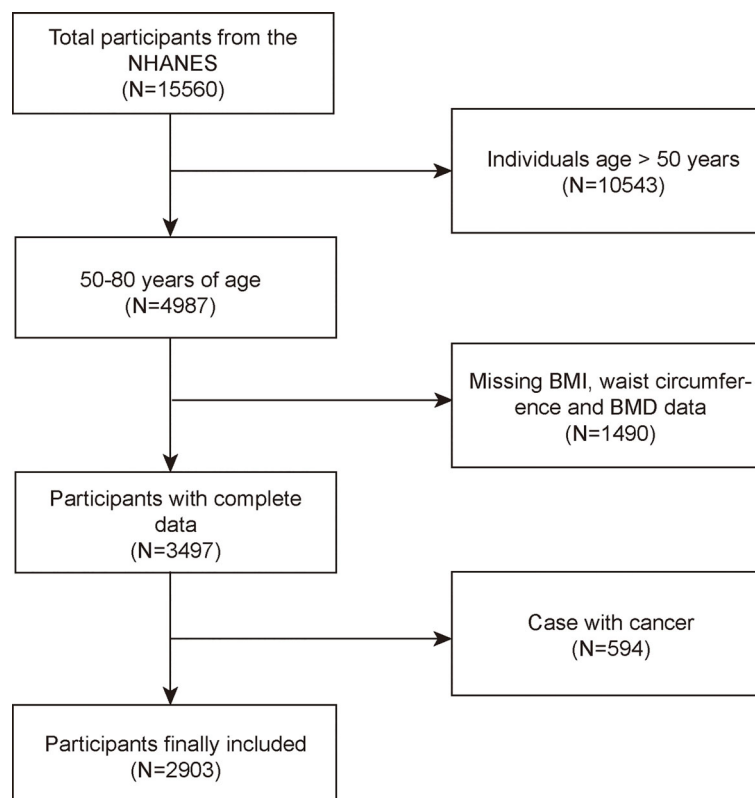 Total participants from the
NHANES
(N=15560)
Individuals age > 50 years
(N=10543)
50-80 years of age
(N=4987)
Missing BMI, waist circumfer-
ence and BMD data
(N=1490)
Participants with complete
data
(N=3497)
Case with cancer
(N=594)
Participants finally included
(N=2903)